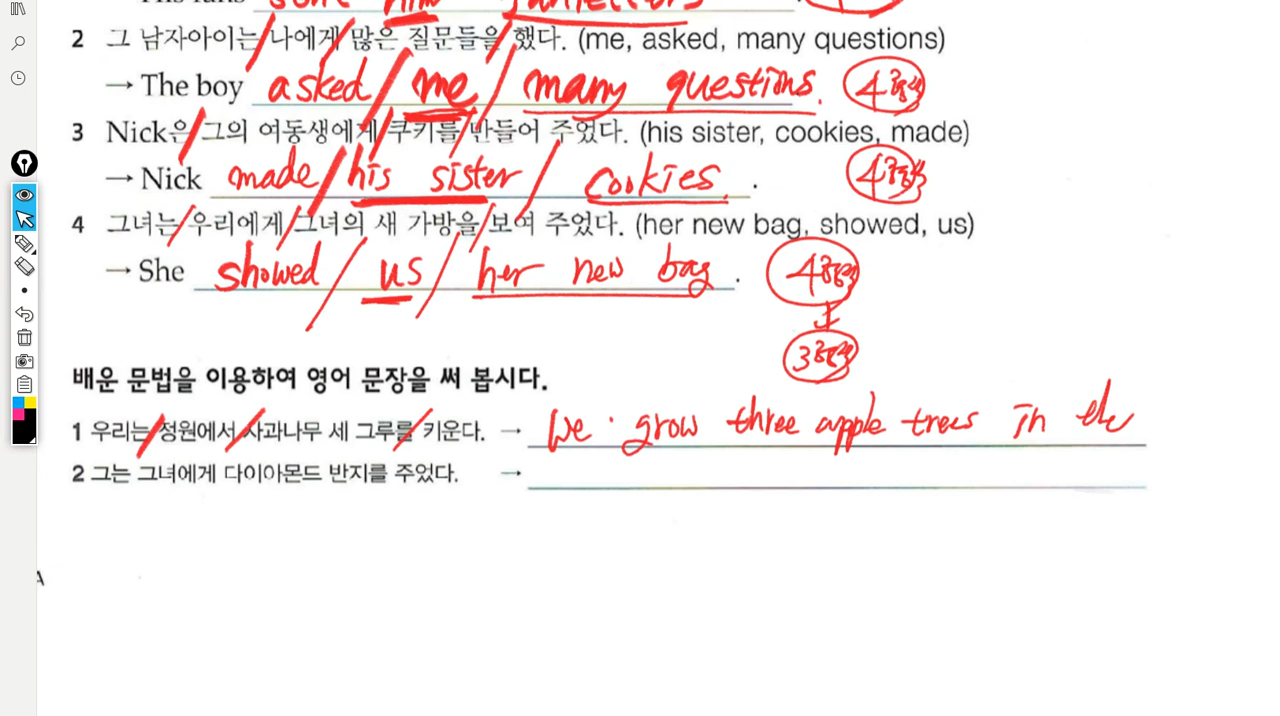 2 그 남자아이는 나에게 많은 질문들을 했다. (me, asked, many questions)
→ The boy asked me many questions. 4형식
3 Nick은 그의 여동생에게 쿠키를 만들어 주었다. (his sister, cookies, made)
→ Nick made his sister cookies. 4형식
4 그녀는 우리에게 그녀의 새 가방을 보여 주었다. (her new bag, showed, us)
→ She showed us her new bag. 4형식
3형식
배운 문법을 이용하여 영어 문장을 써 봅시다.
1 우리는 정원에서 사과나무 세 그루를 키운다. → We grow three apple trees in the
2 그는 그녀에게 다이아몬드 반지를 주었다. →